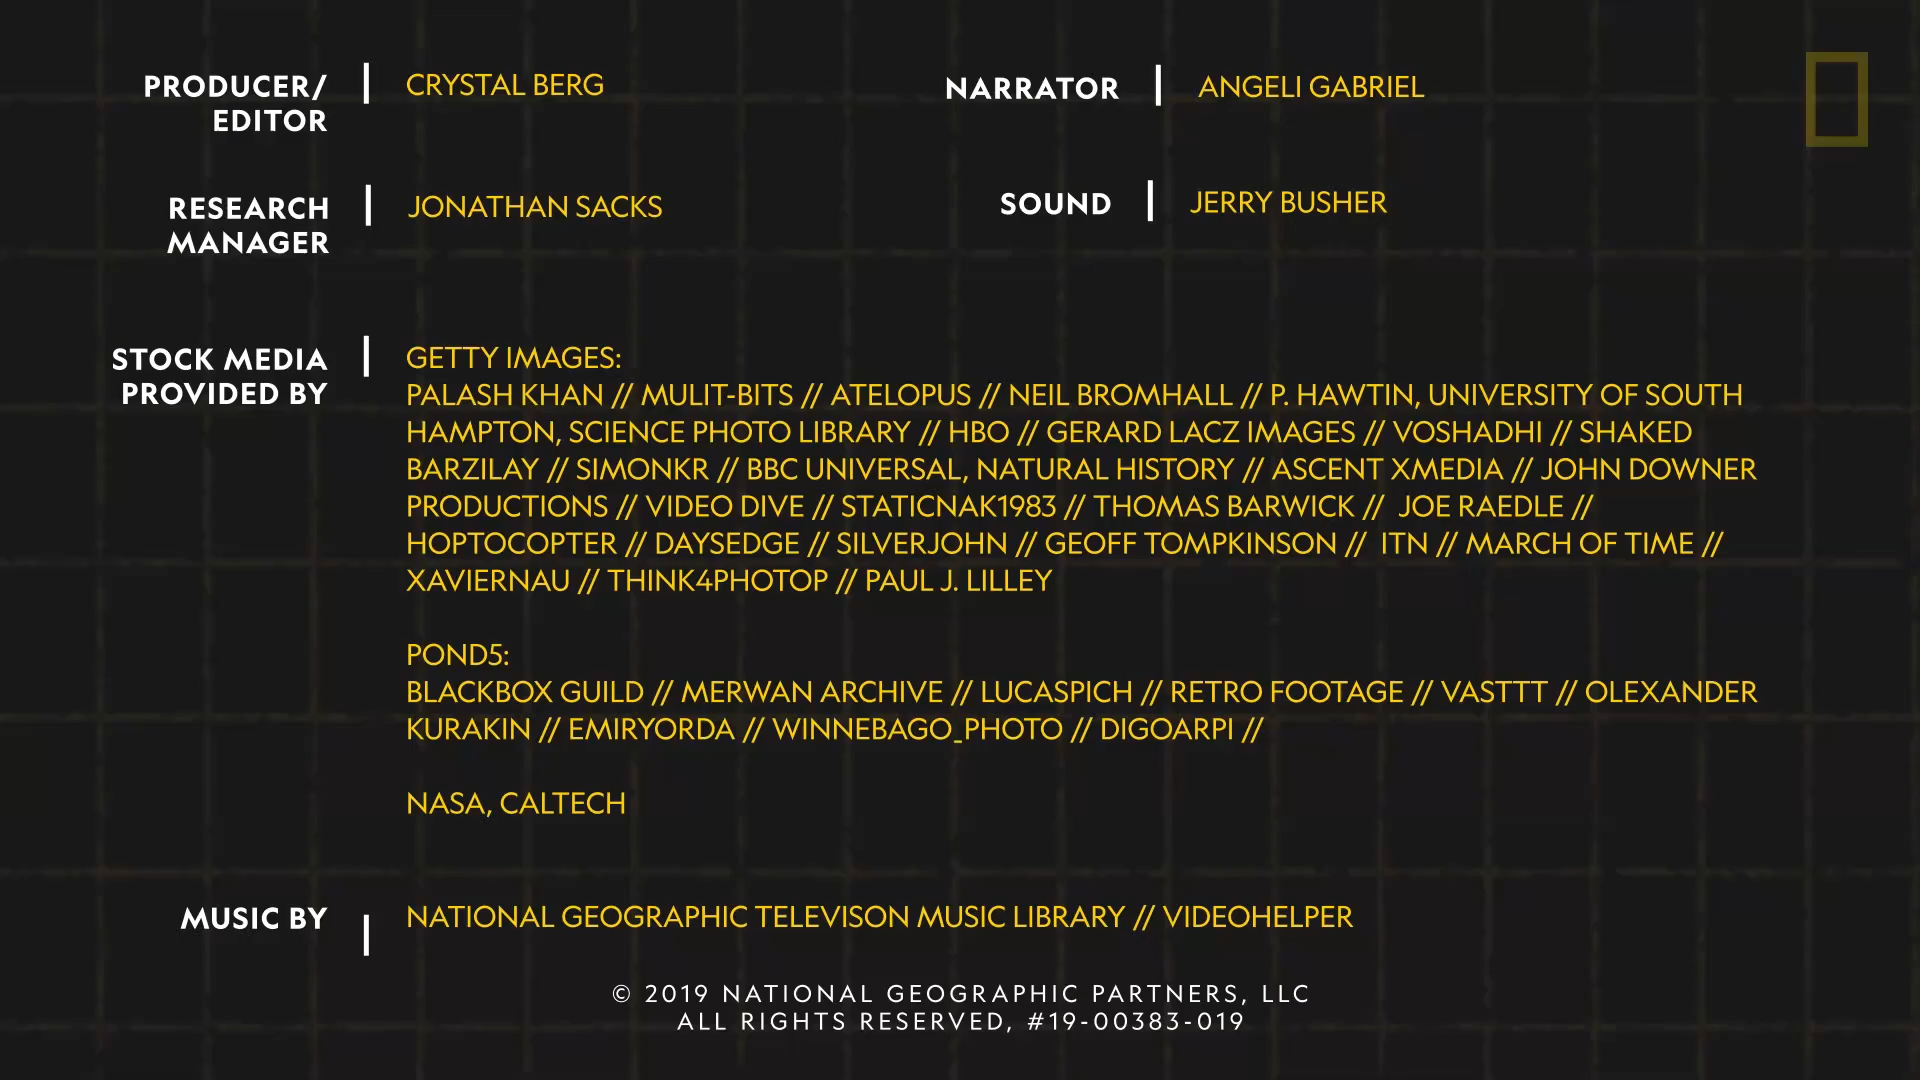 PRODUCER/
EDITOR
CRYSTAL BERG
NARRATOR
ANGELI GABRIEL
RESEARCH
MANAGER
JONATHAN SACKS
SOUND
JERRY BUSHER
STOCK MEDIA
PROVIDED BY
GETTY IMAGES:
PALASH KHAN // MULIT-BITS // ATELOPUS // NEIL BROMHALL // P. HAWTIN, UNIVERSITY OF SOUTH
HAMPTON, SCIENCE PHOTO LIBRARY // HBO // GERARD LACZ IMAGES // VOSHADHI // SHAKED
BARZILAY // SIMONKR // BBC UNIVERSAL, NATURAL HISTORY // ASCENT XMEDIA // JOHN DOWNER
PRODUCTIONS // VIDEO DIVE // STATICNAK1983 // THOMAS BARWICK // JOE RAEDLE //
HOPTOCOPTER // DAYSEDGE // SILVERJOHN // GEOFF TOMPKINSON // ITN // MARCH OF TIME //
XAVIERNAU // THINK4PHOTOP // PAUL J. LILLEY
POND5:
BLACKBOX GUILD // MERWAN ARCHIVE // LUCASPICH // RETRO FOOTAGE // VASTTT // OLEXANDER
KURAKIN // EMIRYORDA // WINNEBAGO_PHOTO // DIGOARPI //
NASA, CALTECH
MUSIC BY
NATIONAL GEOGRAPHIC TELEVISON MUSIC LIBRARY // VIDEOHELPER
© 2019 NATIONAL GEOGRAPHIC PARTNERS, LLC
ALL RIGHTS RESERVED, #19-00383-019